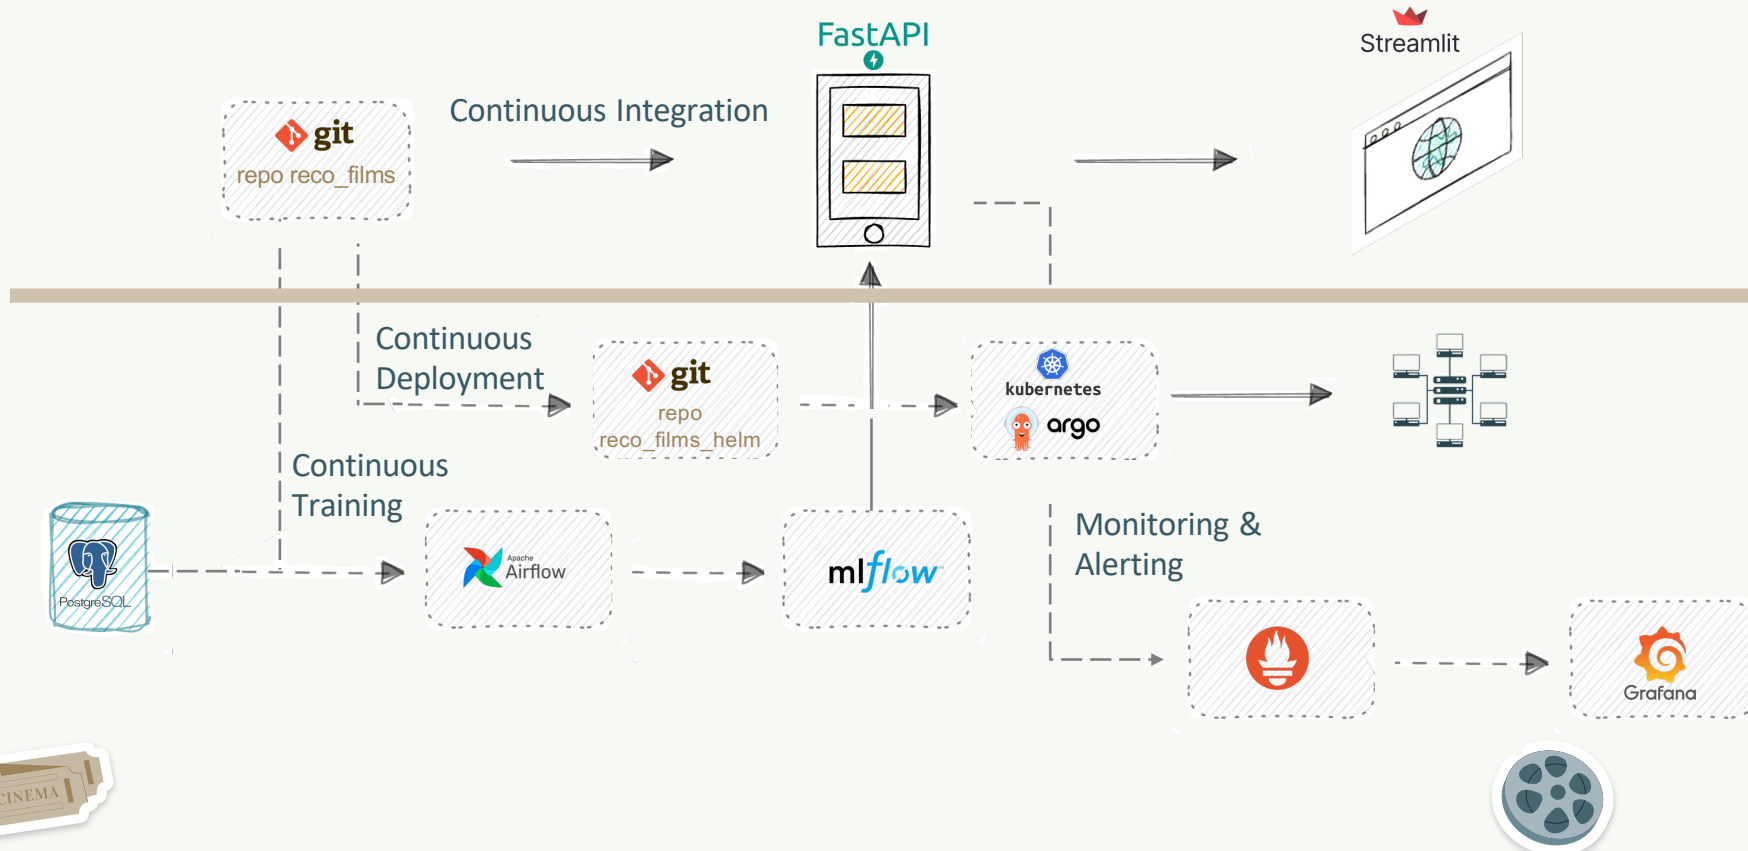 FastAPI
Streamlit
git
repo reco_films
Continuous Integration
Continuous
Deployment
git
repo
reco_films_helm
kubernetes
argo
Continuous
Training
PostgreSQL
Apache
Airflow
mlflow
Monitoring &
Alerting
Grafana
CINEMA